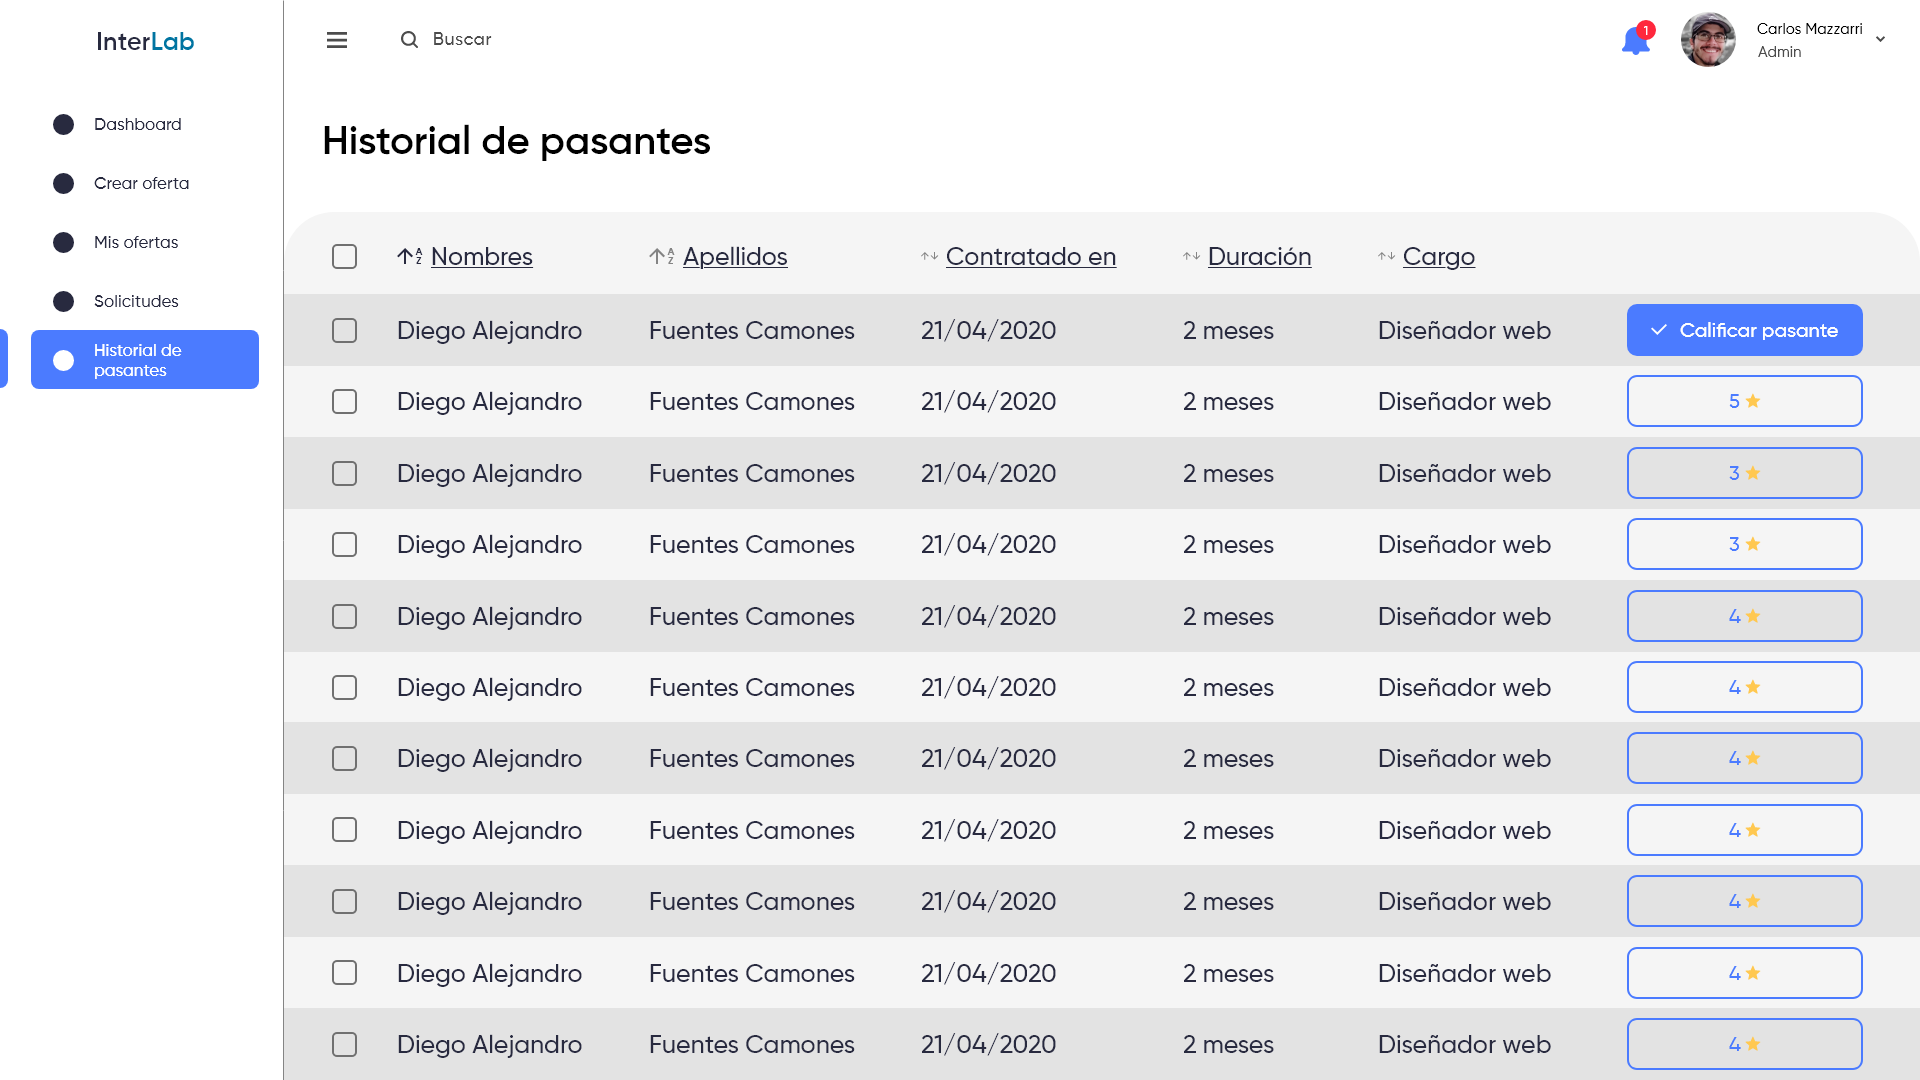 InterLab
Buscar
1
Carlos Mazzarri
Admin
Dashboard
Crear oferta
Mis ofertas
Solicitudes
Historial de
pasantes
Historial de pasantes
AZ Nombres AZ Apellidos Contratado en Duración Cargo
Diego Alejandro Fuentes Camones 21/04/2020 2 meses Diseñador web Calificar pasante
Diego Alejandro Fuentes Camones 21/04/2020 2 meses Diseñador web 5
Diego Alejandro Fuentes Camones 21/04/2020 2 meses Diseñador web 3
Diego Alejandro Fuentes Camones 21/04/2020 2 meses Diseñador web 3
Diego Alejandro Fuentes Camones 21/04/2020 2 meses Diseñador web 4
Diego Alejandro Fuentes Camones 21/04/2020 2 meses Diseñador web 4
Diego Alejandro Fuentes Camones 21/04/2020 2 meses Diseñador web 4
Diego Alejandro Fuentes Camones 21/04/2020 2 meses Diseñador web 4
Diego Alejandro Fuentes Camones 21/04/2020 2 meses Diseñador web 4
Diego Alejandro Fuentes Camones 21/04/2020 2 meses Diseñador web 4
Diego Alejandro Fuentes Camones 21/04/2020 2 meses Diseñador web 4